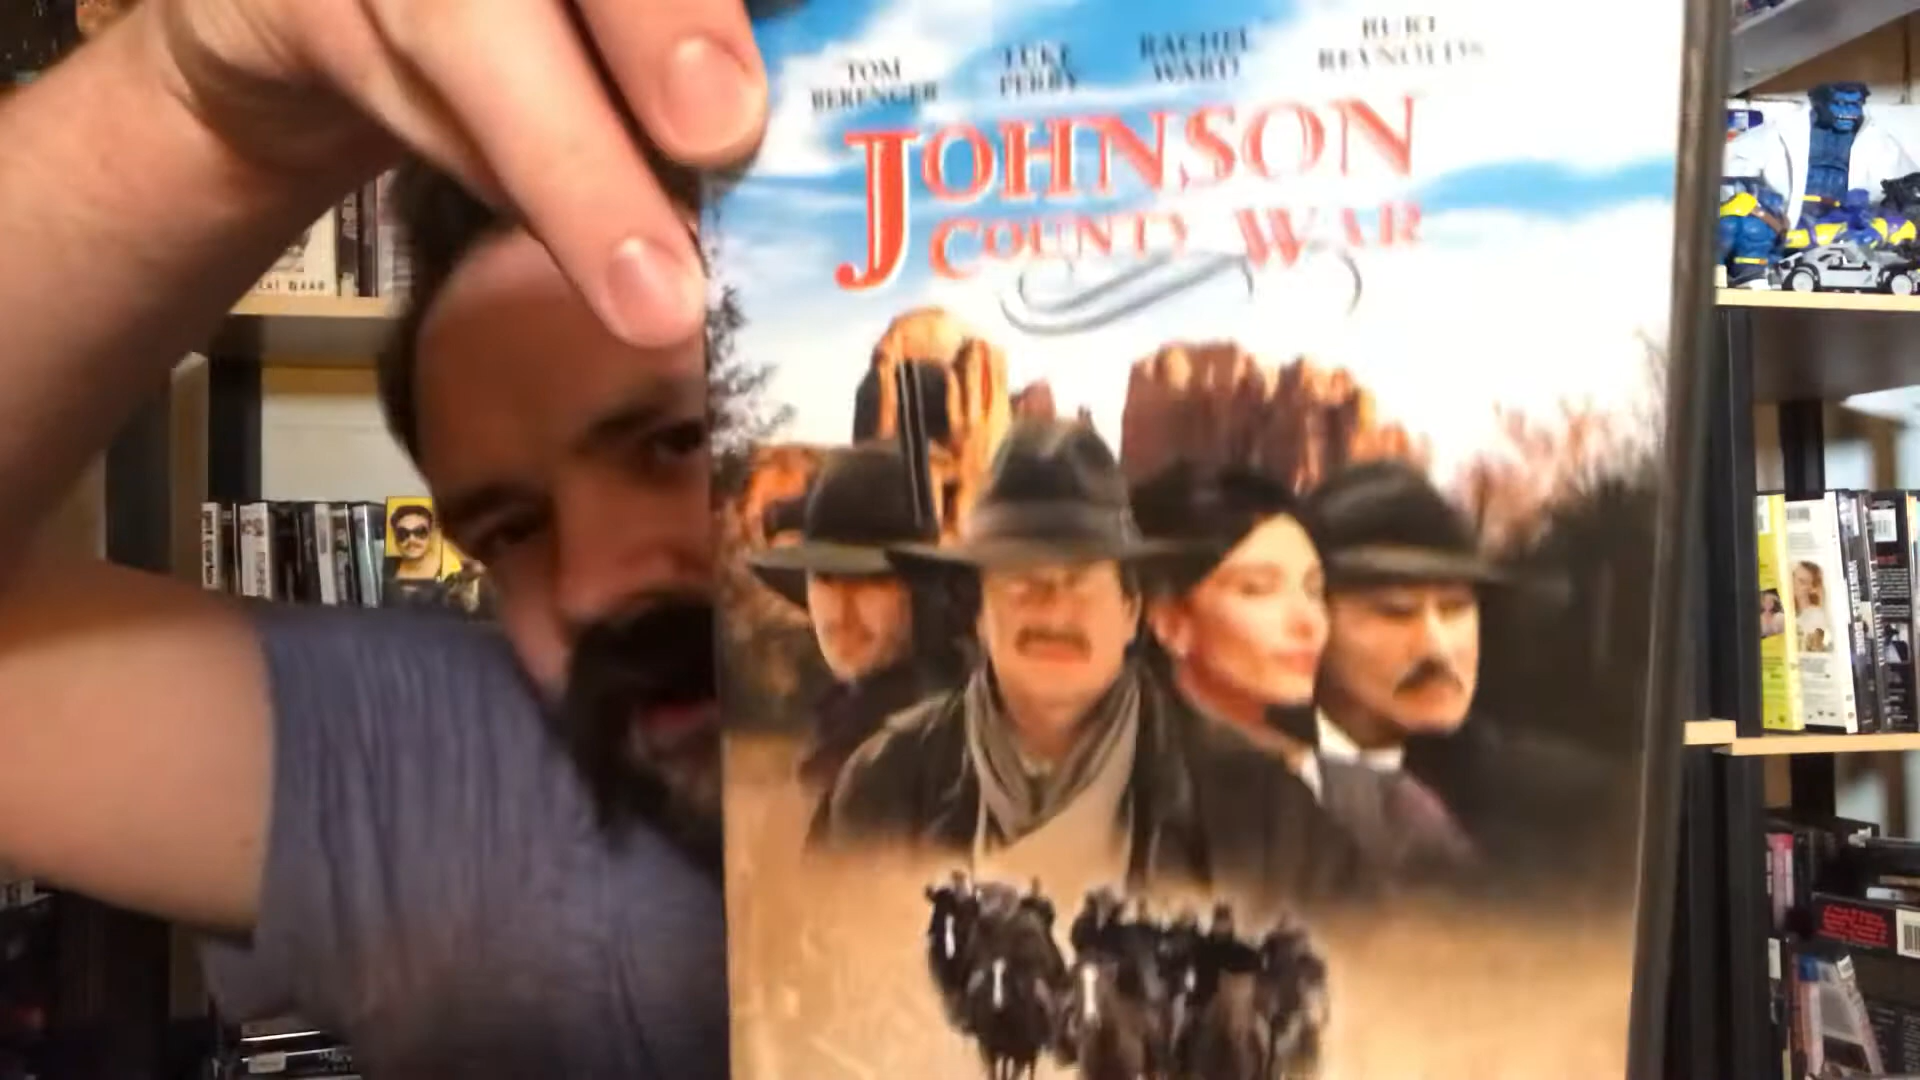 TOM
BERENGER
LUKE
PERRY
RACHEL
WARD
BURT
REYNOLDS
JOHNSON
COUNTY WAR